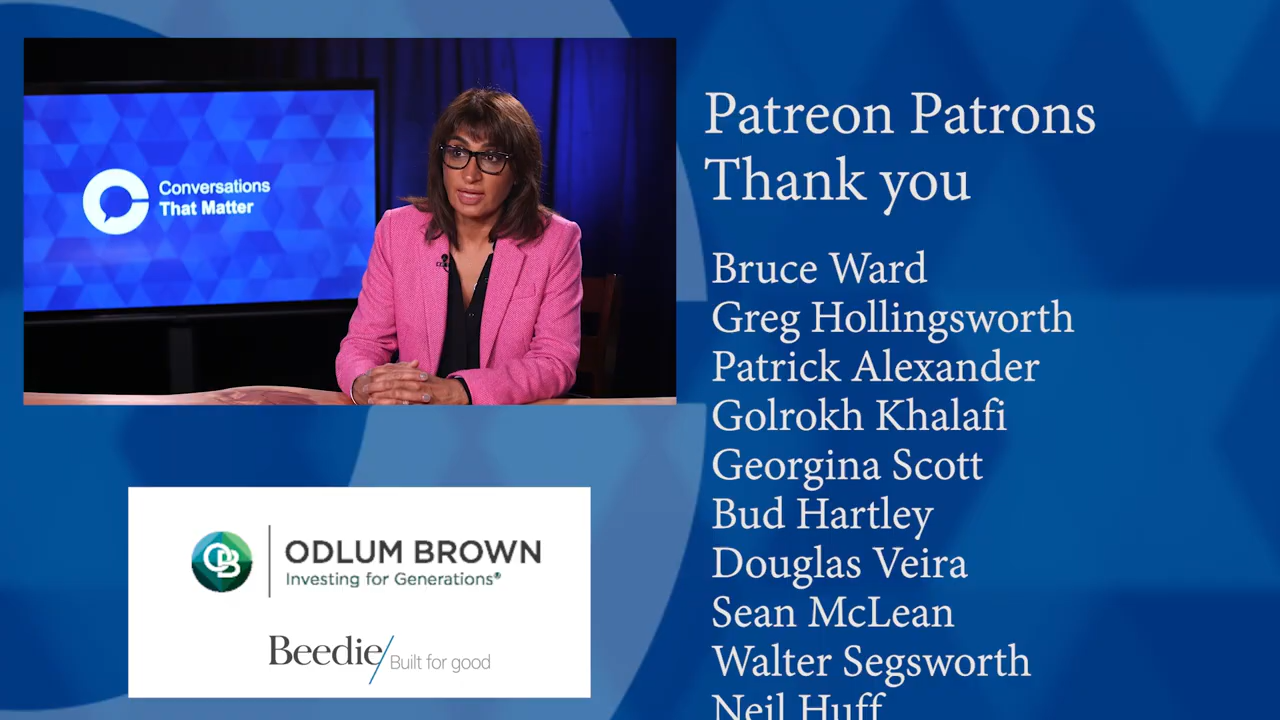 Conversations
That Matter
Patreon Patrons
Thank you
Bruce Ward
Greg Hollingsworth
Patrick Alexander
Golrokh Khalafi
Georgina Scott
Bud Hartley
Douglas Veira
Sean McLean
Walter Segsworth
Neil Huff
OB
ODLUM BROWN
Investing for Generations®
Beedie/ Built for good